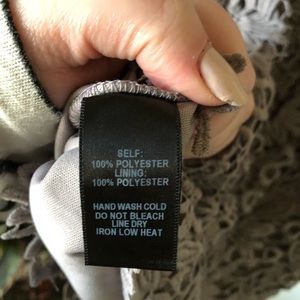 SELF:
100% POLYESTER
LINING:
100% POLYESTER
HAND WASH COLD
DO NOT BLEACH
LINE DRY
IRON LOW HEAT